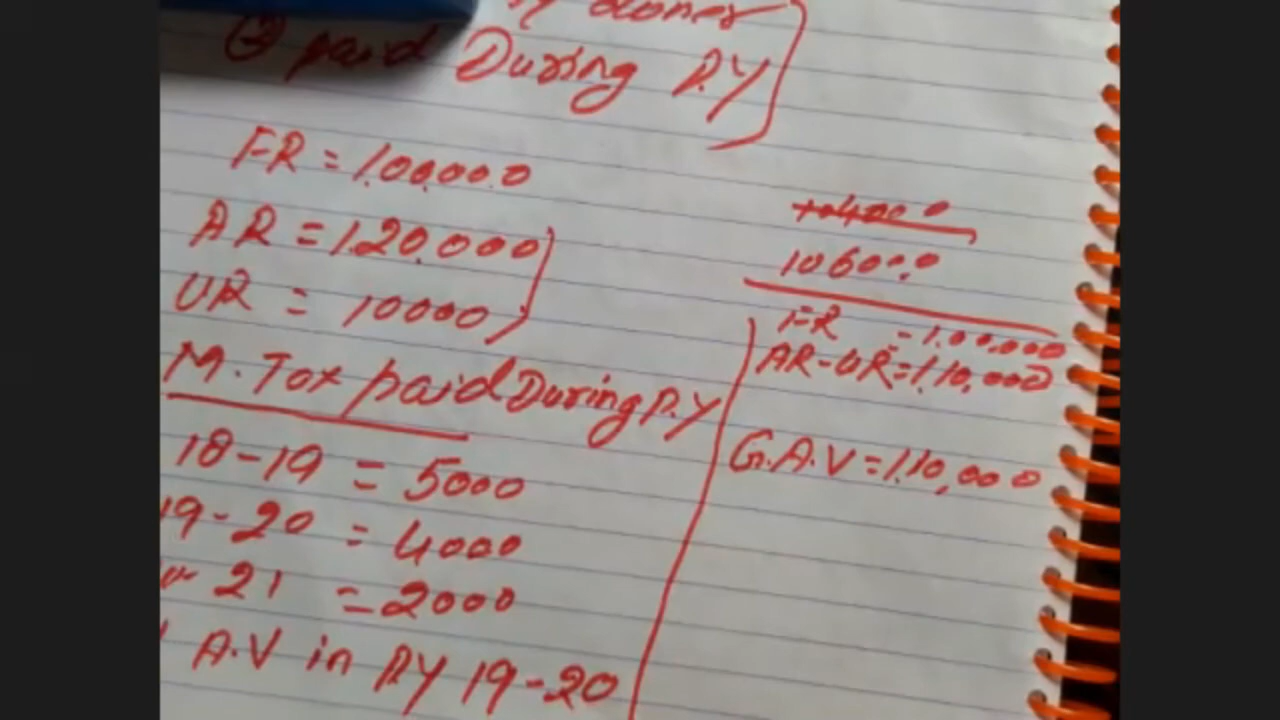 ② paid During P.Y
FR = 1,00,000
AR = 1,20,000
UR = 10000
M. Tax paid During P.Y
18-19 = 5000
19-20 = 4000
21 = 2000
A.V in PY 19-20
106000
FR = 1,00,000
AR-UR = 1,10,000
G.A.V = 1,10,000